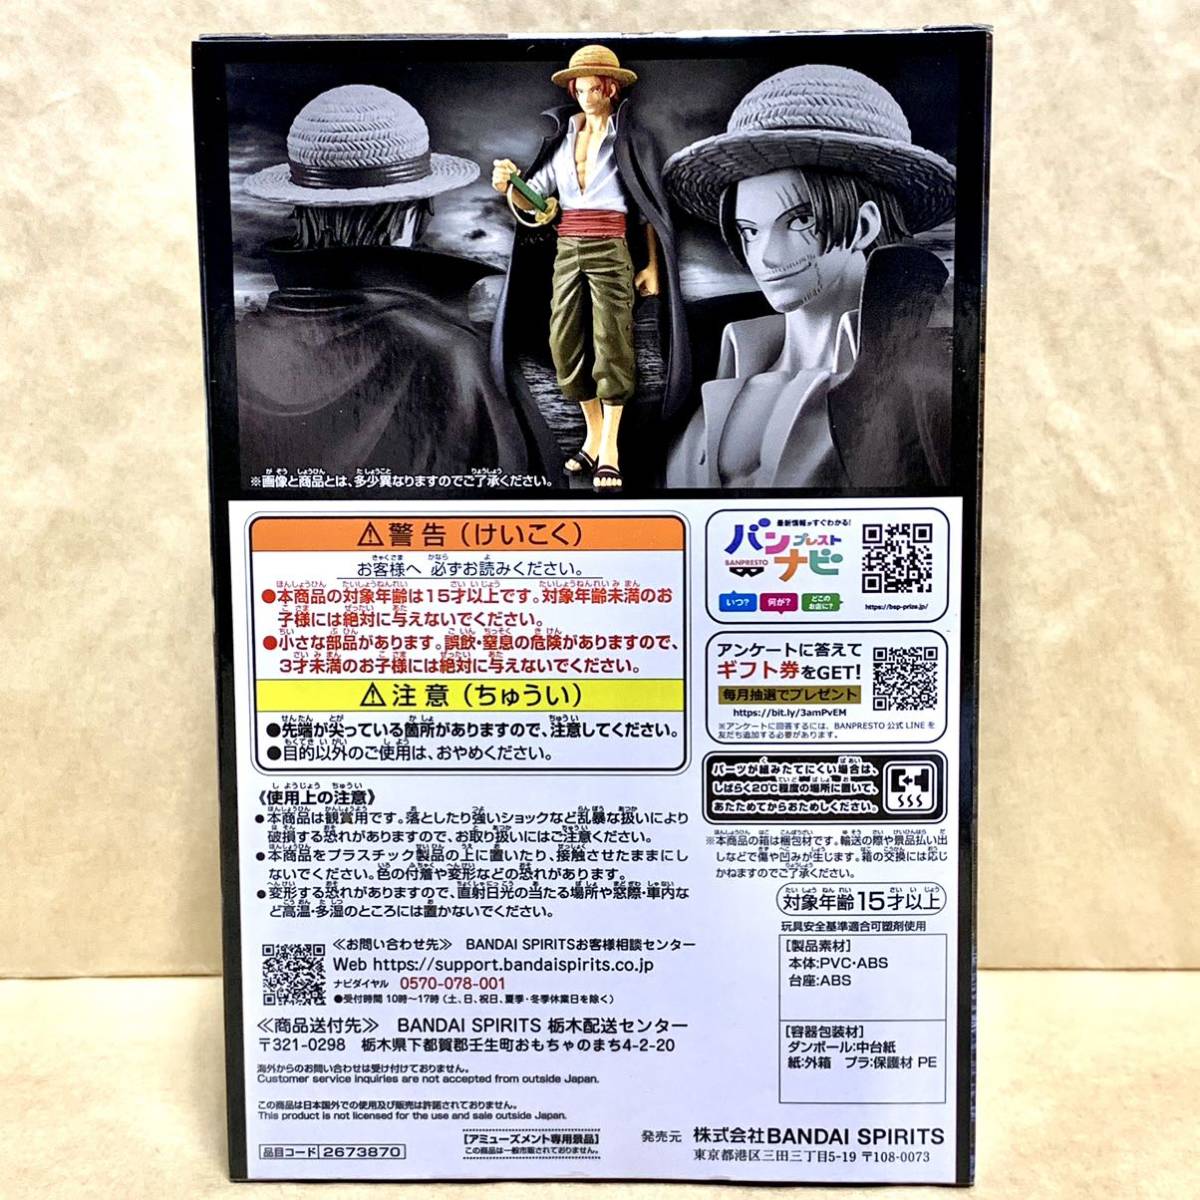 ※画像と商品とは、多少異なりますのでご了承ください。
⚠警告（けいこく）
お客様へ 必ずお読みください。
●本商品の対象年齢は15才以上です。対象年齢未満のお
子様には絶対に与えないでください。
●小さな部品があります。誤飲・窒息の危険がありますので、
3才未満のお子様には絶対に与えないでください。
⚠注意（ちゅうい）
●先端が尖っている箇所がありますので、注意してください。
●目的以外のご使用は、おやめください。
《使用上の注意》
●本商品は観賞用です。落としたり強いショックなど乱暴な扱いにより
破損する恐れがありますので、お取り扱いにはご注意ください。
●本商品をプラスチック製品の上に置いたり、接触させたままにし
ないでください。色の付着や変形などの恐れがあります。
●変形する恐れがありますので、直射日光の当たる場所や窓際・車内な
ど高温・多湿のところには置かないでください。
≪お問い合わせ先≫ BANDAI SPIRITSお客様相談センター
Web https://support.bandaispirits.co.jp
ナビダイヤル 0570-078-001
●受付時間 10時～17時（土、日、祝日、夏季・冬季休業日を除く）
≪商品送付先≫ BANDAI SPIRITS 栃木配送センター
〒321-0298 栃木県下都賀郡壬生町おもちゃのまち4-2-20
海外からのお問い合わせは受け付けておりません。
Customer service inquiries are not accepted from outside Japan.
この商品は日本国外での使用及び販売は許諾されておりません。
This product is not licensed for the use and sale outside Japan.
品目コード 2673870
［アミューズメント専用景品］
この商品は一般市販されておりません。
最新情報がすぐわかる!
バンプレストナビ
BANPRESTO
いつ? 何が? どこのお店に?
https://bsp-prize.jp/
アンケートに答えて
ギフト券をGET!
毎月抽選でプレゼント
https://bit.ly/3amPvEM
※アンケートに回答するには、BANPRESTO 公式 LINE を
友だち追加する必要があります。
パーツが組みたてにくい場合は、
しばらく20℃程度の場所に置いて、
あたためてからおためしください。
※本商品の箱は梱包材です。輸送の際や景品払い出
しなどで傷や凹みが生じます。箱の交換には応じ
かねますのでご了承ください。
対象年齢15才以上
玩具安全基準適合可塑剤使用
［製品素材］
本体:PVC・ABS
台座:ABS
［容器包装材］
ダンボール:中台紙
紙:外箱 プラ:保護材 PE
発売元 株式会社BANDAI SPIRITS
東京都港区三田三丁目5-19 〒108-0073